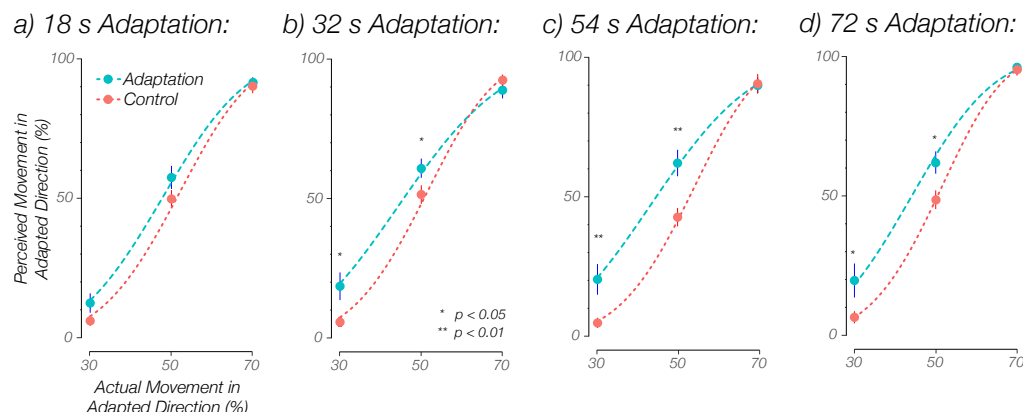 a) 18 s Adaptation:
b) 32 s Adaptation:
c) 54 s Adaptation:
d) 72 s Adaptation:
Perceived Movement in
Adapted Direction (%)
100
50
0
Adaptation
Control
30
50
70
Actual Movement in
Adapted Direction (%)
100
50
0
*
*
* p < 0.05
** p < 0.01
30
50
70
100
50
0
**
**
30
50
70
100
50
0
*
*
30
50
70